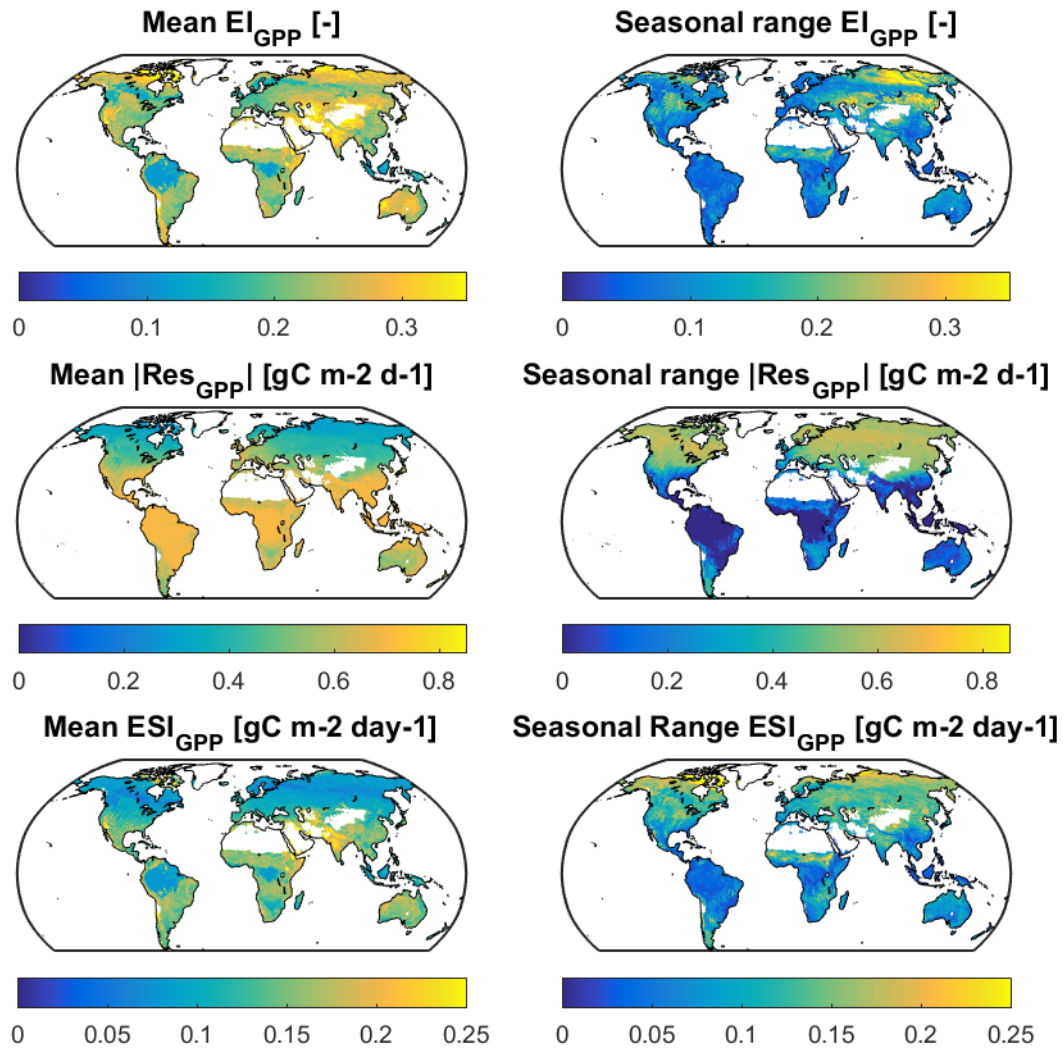 Mean EI_GPP [-]
Seasonal range EI_GPP [-]
0 0.1 0.2 0.3
0 0.1 0.2 0.3
Mean |Res_GPP| [gC m-2 d-1]
Seasonal range |Res_GPP| [gC m-2 d-1]
0 0.2 0.4 0.6 0.8
0 0.2 0.4 0.6 0.8
Mean ESI_GPP [gC m-2 day-1]
Seasonal Range ESI_GPP [gC m-2 day-1]
0 0.05 0.1 0.15 0.2 0.25
0 0.05 0.1 0.15 0.2 0.25